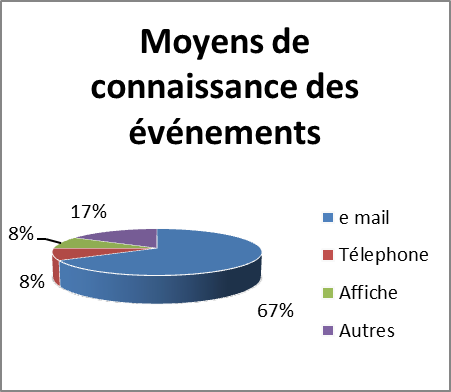 Moyens de
connaissance des
événements
17%
8%
8%
67%
e mail
Télephone
Affiche
Autres